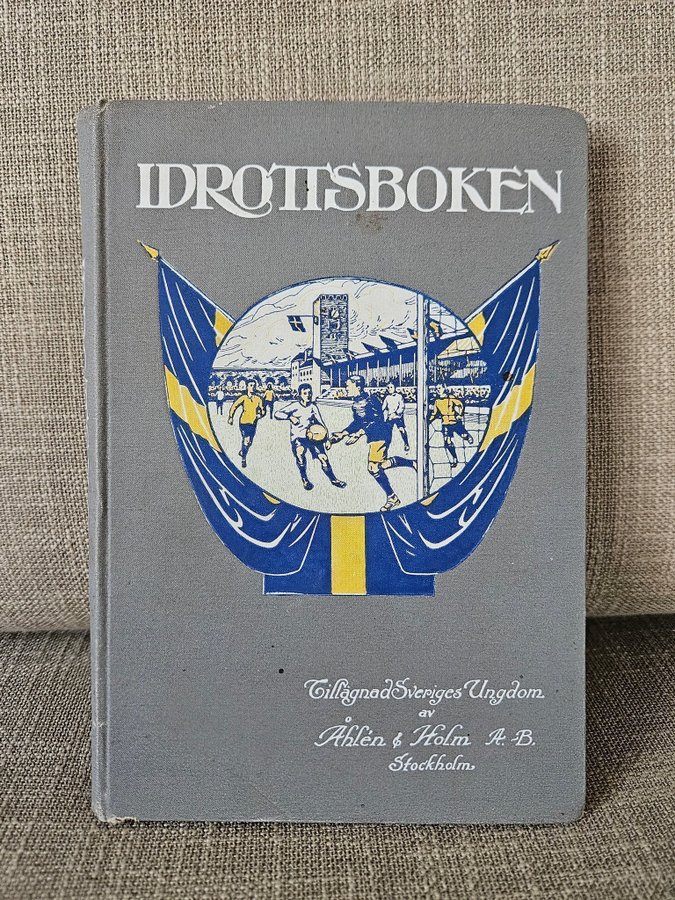 IDROTTSBOKEN
Tillägnad Sveriges Ungdom
av
Åhlén & Holm A.-B.
Stockholm.